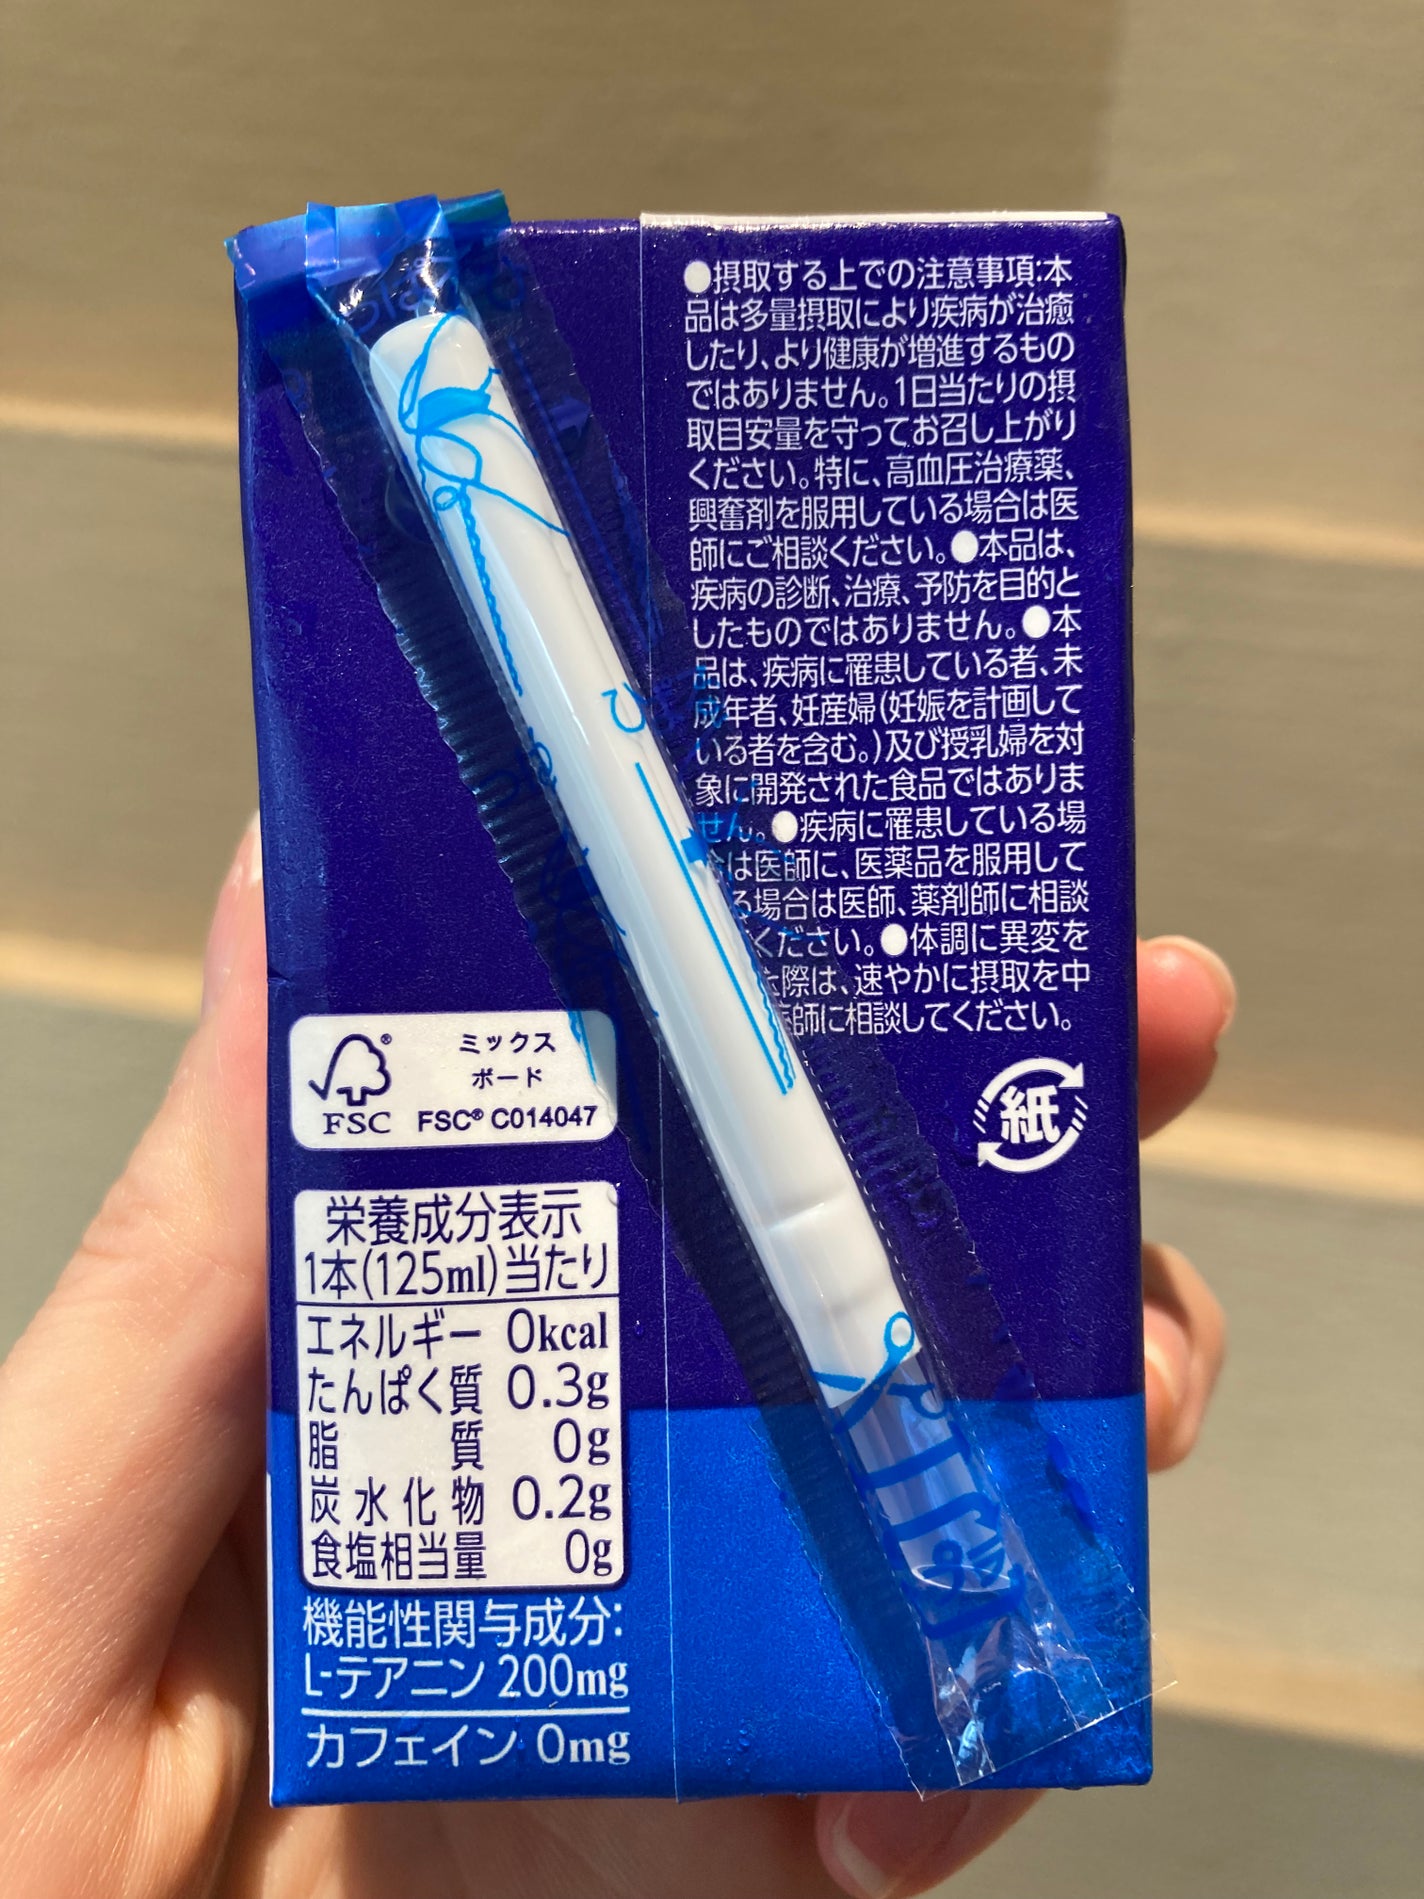 ●摂取する上での注意事項:本
品は多量摂取により疾病が治癒
したり、より健康が増進するもの
ではありません。1日当たりの摂
取目安量を守ってお召し上がり
ください。特に、高血圧治療薬、
興奮剤を服用している場合は医
師にご相談ください。●本品は、
疾病の診断、治療、予防を目的と
したものではありません。●本
品は、疾病に罹患している者、未
成年者、妊産婦(妊娠を計画して
いる者を含む。)及び授乳婦を対
象に開発された食品ではありま
せん。●疾病に罹患している場
合は医師に、医薬品を服用して
る場合は医師、薬剤師に相談
ください。●体調に異変を
際は、速やかに摂取を中
医師に相談してください。
紙
FSC®
ミックス
ボード
FSC® C014047
栄養成分表示
1本(125ml)当たり
エネルギー 0kcal
たんぱく質 0.3g
脂質 0g
炭水化物 0.2g
食塩相当量 0g
機能性関与成分:
L-テアニン 200mg
カフェイン 0mg